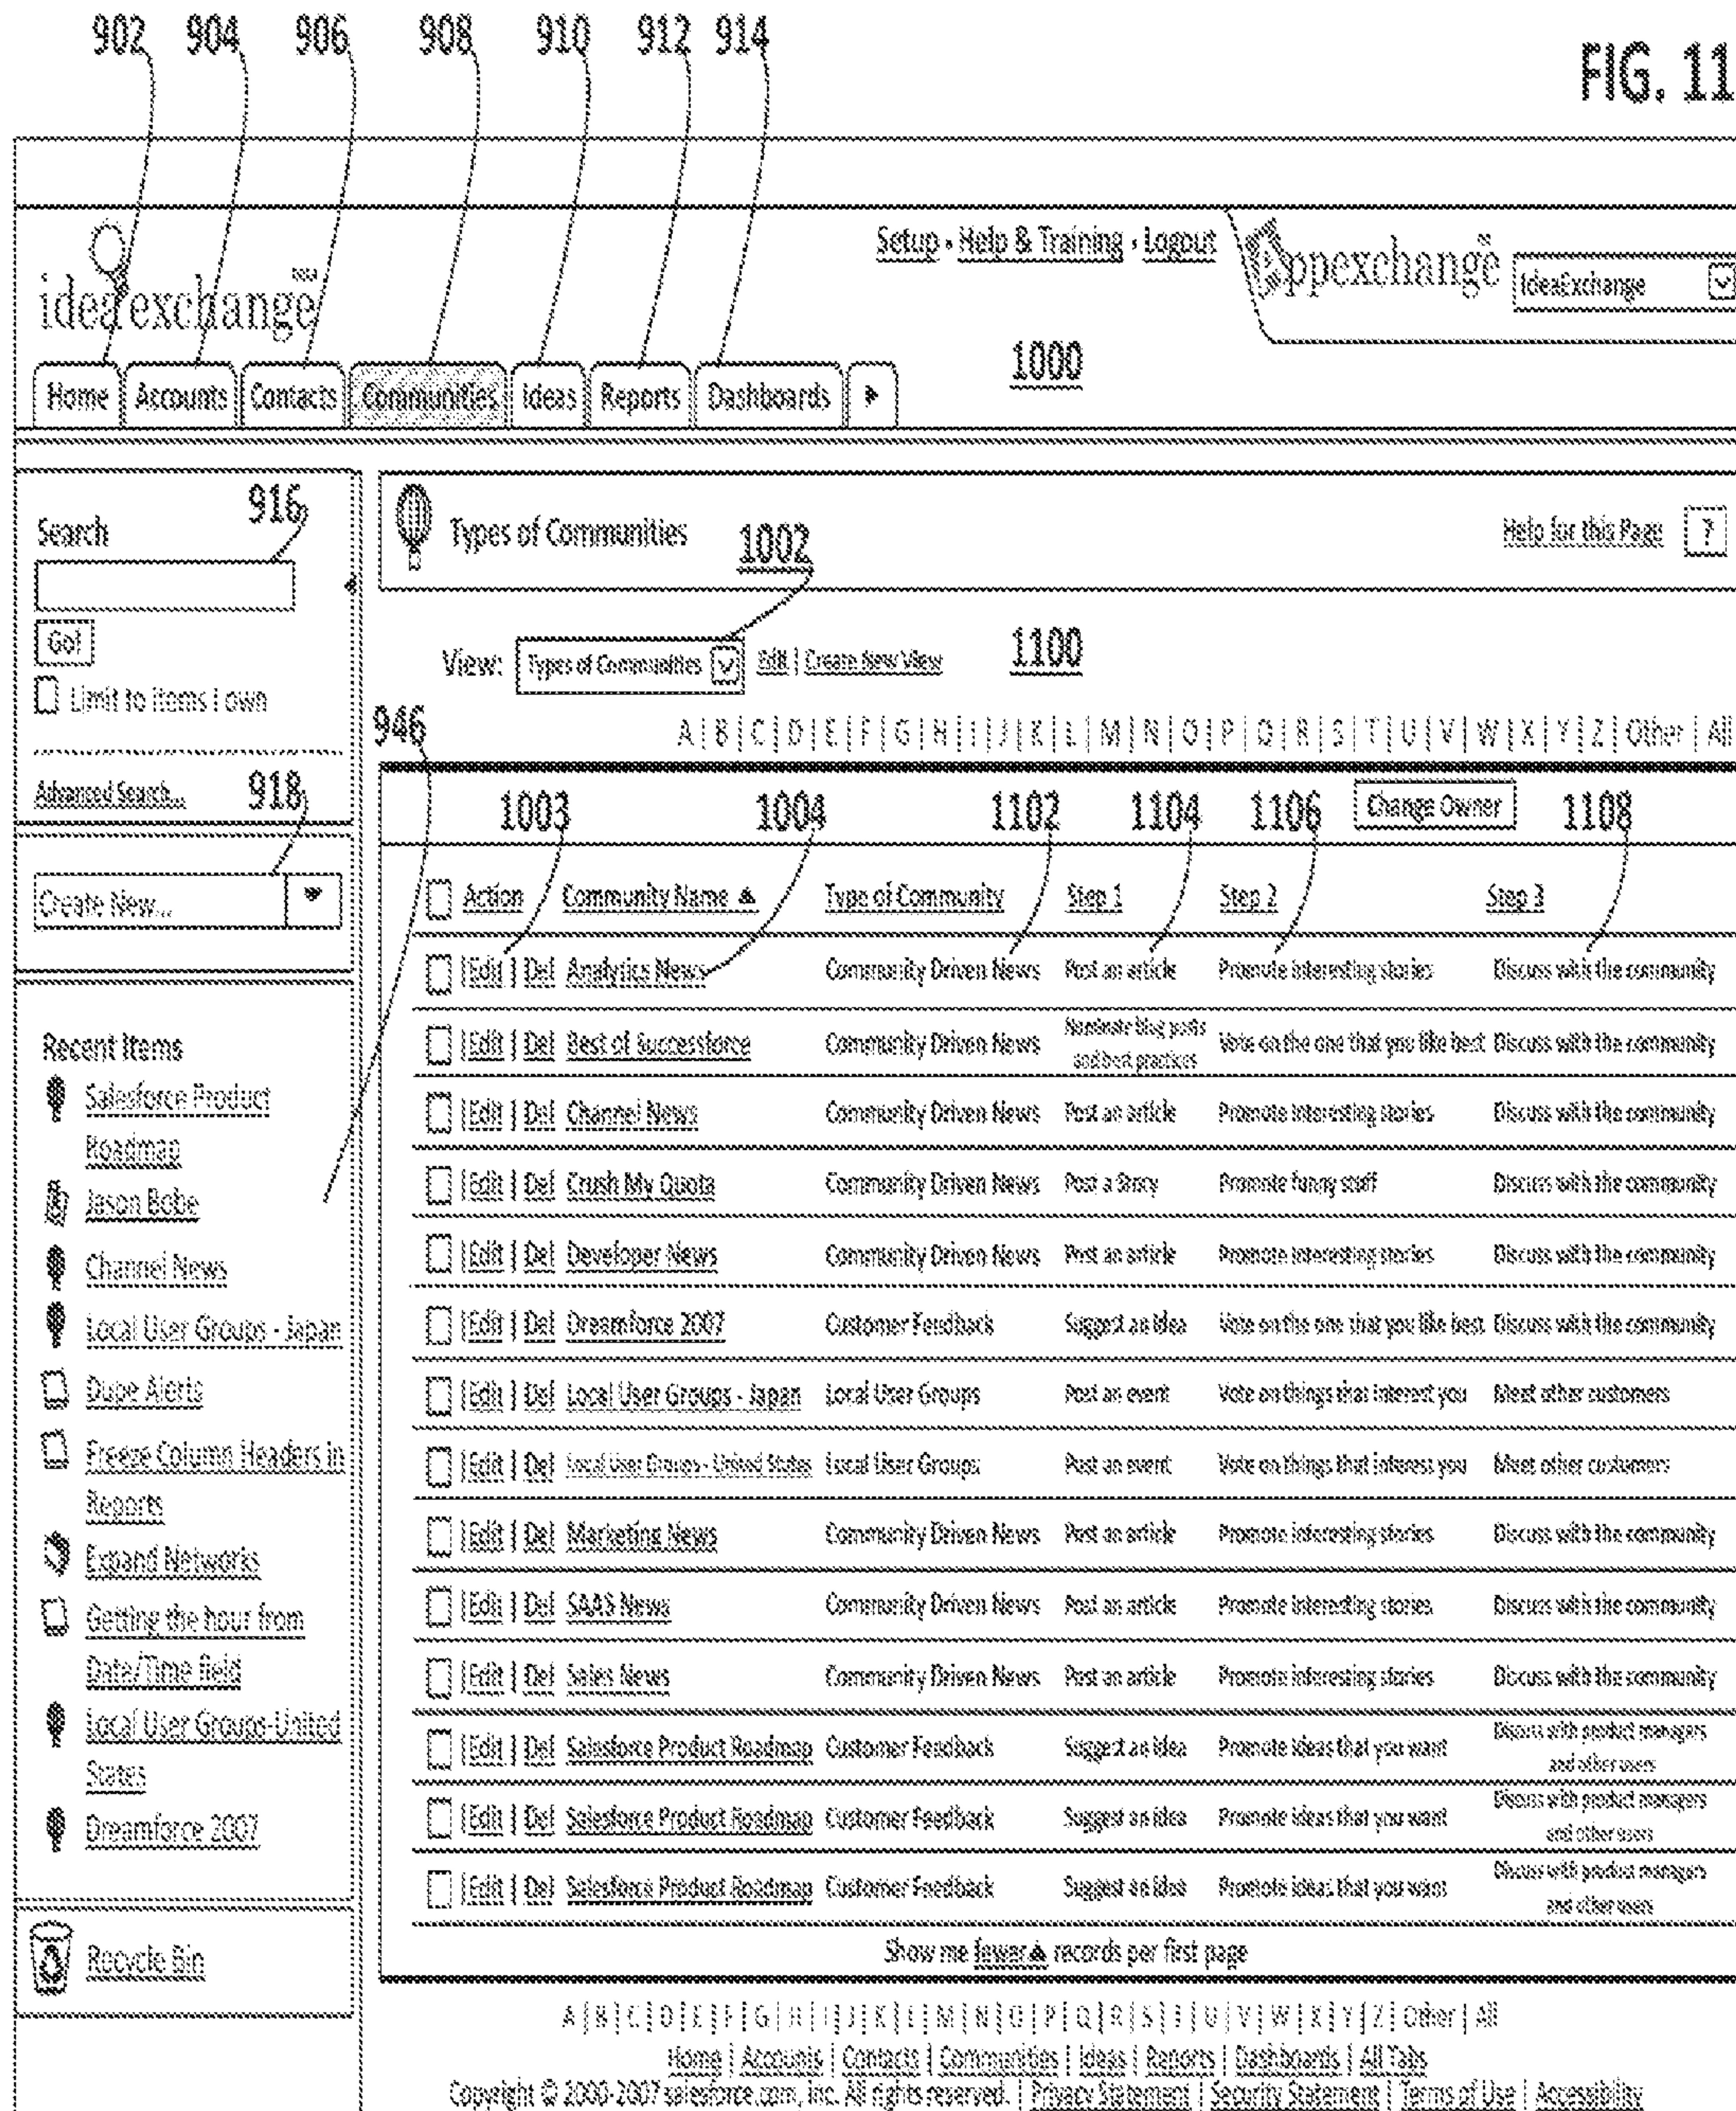 902 904 906 908 910 912 914
FIG. 11
Setup · Help & Training · Logout
ideaexchange™
appexchange™
IdeaExchange
1000
Home Accounts Contacts Communities Ideas Reports Dashboards
Search
916
Go!
Limit to items I own
Advanced Search...
918
Create New...
Recent Items
Salesforce Product
Roadmap
Jason Bobe
Channel News
Local User Groups - Japan
Dupe Alerts
Freeze Column Headers in
Reports
Expand Networks
Getting the hour from
Date/Time field
Local User Groups-United
States
Dreamforce 2007
Recycle Bin
Types of Communities
1002
Help for this Page ?
View: Types of Communities Edit | Create New View
1100
946
A | B | C | D | E | F | G | H | I | J | K | L | M | N | O | P | Q | R | S | T | U | V | W | X | Y | Z | Other | All
1003 1004 1102 1104 1106 Change Owner 1108
Action Community Name ▲ Type of Community Step 1 Step 2 Step 3
Edit | Del Analytics News Community Driven News Post an article Promote interesting stories Discuss with the community
Edit | Del Best of Successforce Community Driven News Nominate blog posts and best practices Vote on the one that you like best Discuss with the community
Edit | Del Channel News Community Driven News Post an article Promote interesting stories Discuss with the community
Edit | Del Crush My Quota Community Driven News Post a Story Promote funny stuff Discuss with the community
Edit | Del Developer News Community Driven News Post an article Promote interesting stories Discuss with the community
Edit | Del Dreamforce 2007 Customer Feedback Suggest an idea Vote on the one that you like best Discuss with the community
Edit | Del Local User Groups - Japan Local User Groups Post an event Vote on things that interest you Meet other customers
Edit | Del Local User Groups - United States Local User Groups Post an event Vote on things that interest you Meet other customers
Edit | Del Marketing News Community Driven News Post an article Promote interesting stories Discuss with the community
Edit | Del SAAS News Community Driven News Post an article Promote interesting stories Discuss with the community
Edit | Del Sales News Community Driven News Post an article Promote interesting stories Discuss with the community
Edit | Del Salesforce Product Roadmap Customer Feedback Suggest an idea Promote ideas that you want Discuss with product managers and other users
Edit | Del Salesforce Product Roadmap Customer Feedback Suggest an idea Promote ideas that you want Discuss with product managers and other users
Edit | Del Salesforce Product Roadmap Customer Feedback Suggest an idea Promote ideas that you want Discuss with product managers and other users
Show me fewer ▲ records per first page
A | B | C | D | E | F | G | H | I | J | K | L | M | N | O | P | Q | R | S | T | U | V | W | X | Y | Z | Other | All
Home | Accounts | Contacts | Communities | Ideas | Reports | Dashboards | All Tabs
Copyright © 2000-2007 salesforce.com, inc. All rights reserved. | Privacy Statement | Security Statement | Terms of Use | Accessibility